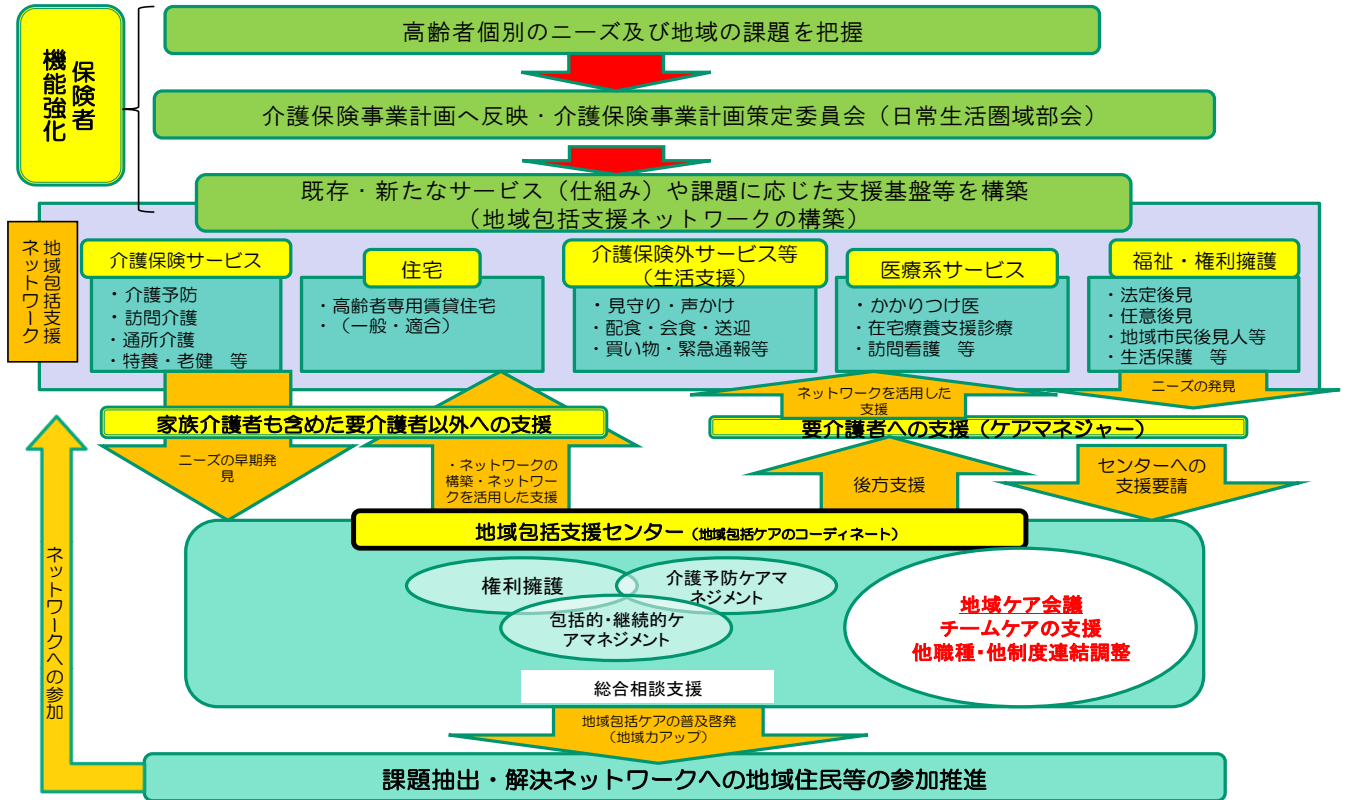 保険者
機能強化
高齢者個別のニーズ及び地域の課題を把握
介護保険事業計画へ反映・介護保険事業計画策定委員会（日常生活圏域部会）
既存・新たなサービス（仕組み）や課題に応じた支援基盤等を構築
（地域包括支援ネットワークの構築）
地域包括支援
ネットワーク
介護保険サービス
・介護予防
・訪問介護
・通所介護
・特養・老健　等
住宅
・高齢者専用賃貸住宅
・（一般・適合）
介護保険外サービス等
（生活支援）
・見守り・声かけ
・配食・会食・送迎
・買い物・緊急通報等
医療系サービス
・かかりつけ医
・在宅療養支援診療
・訪問看護　等
福祉・権利擁護
・法定後見
・任意後見
・地域市民後見人等
・生活保護　等
ネットワークを活用した
支援
ニーズの発見
家族介護者も含めた要介護者以外への支援
要介護者への支援（ケアマネジャー）
ニーズの早期発
見
・ネットワークの
構築・ネットワー
クを活用した支援
後方支援
センターへの
支援要請
地域包括支援センター（地域包括ケアのコーディネート）
権利擁護
介護予防ケアマ
ネジメント
包括的・継続的ケ
アマネジメント
地域ケア会議
チームケアの支援
他職種・他制度連結調整
総合相談支援
ネットワークへの参加
地域包括ケアの普及啓発
（地域力アップ）
課題抽出・解決ネットワークへの地域住民等の参加推進